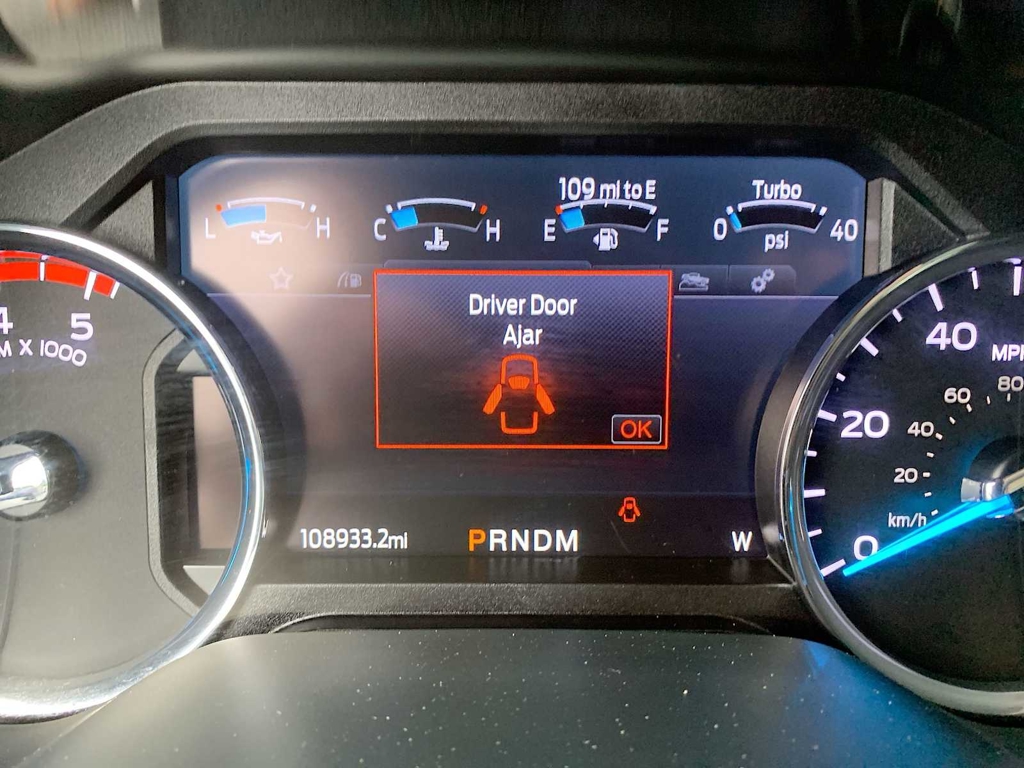 109 mi to E
Turbo
L H
C H
E F
0 40
psi
Driver Door
Ajar
OK
108933.2mi
PRNDM
W
4 5
M X 1000
40
MPH
20
0
80
60
40
20
km/h